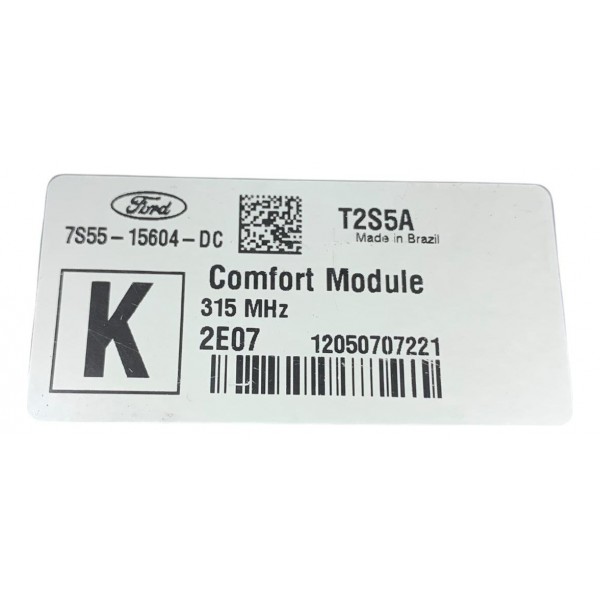 Ford
7S55-15604-DC
T2S5A
Made in Brazil
K
Comfort Module
315 MHz
2E07 12050707221